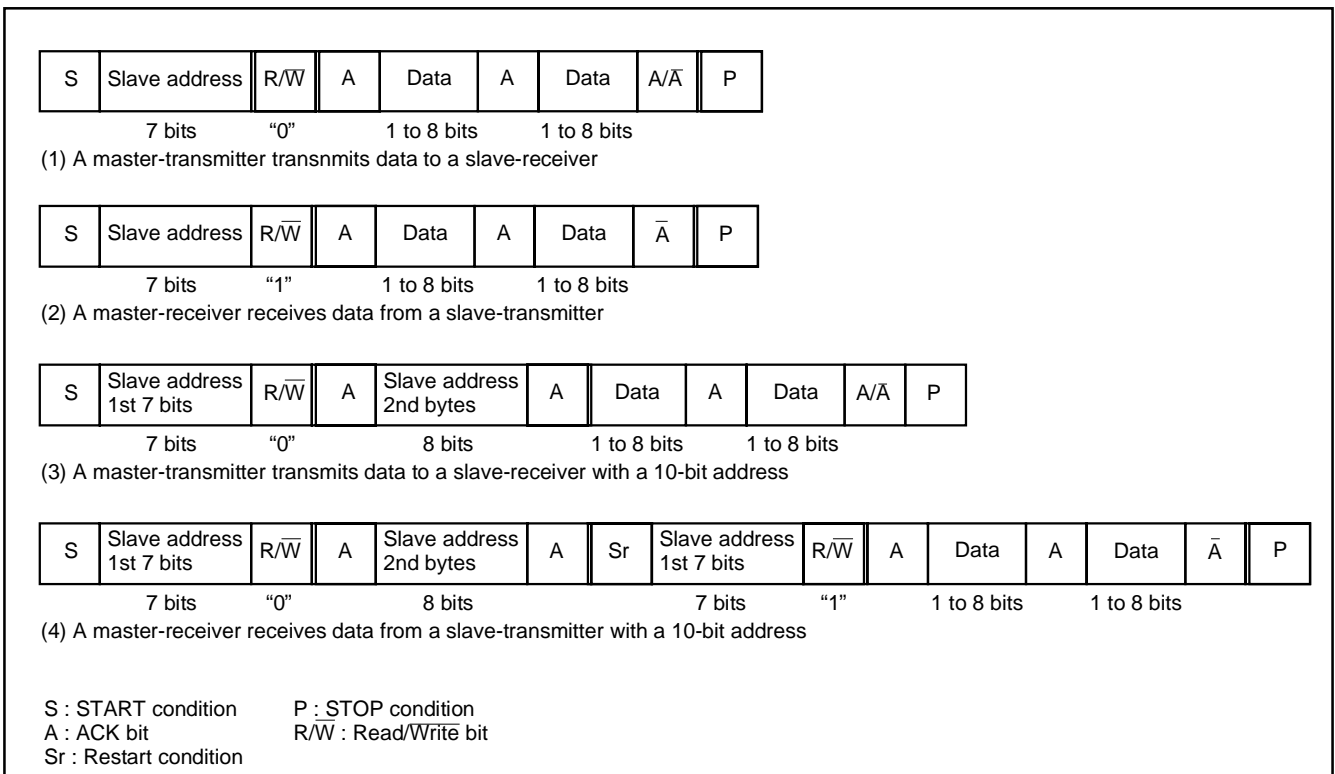 S Slave address R/W̅ A Data A Data A/A̅ P
7 bits “0” 1 to 8 bits 1 to 8 bits
(1) A master-transmitter transnmits data to a slave-receiver
S Slave address R/W̅ A Data A Data A̅ P
7 bits “1” 1 to 8 bits 1 to 8 bits
(2) A master-receiver receives data from a slave-transmitter
S Slave address 1st 7 bits R/W̅ A Slave address 2nd bytes A Data A Data A/A̅ P
7 bits “0” 8 bits 1 to 8 bits 1 to 8 bits
(3) A master-transmitter transmits data to a slave-receiver with a 10-bit address
S Slave address 1st 7 bits R/W̅ A Slave address 2nd bytes A Sr Slave address 1st 7 bits R/W̅ A Data A Data A̅ P
7 bits “0” 8 bits 7 bits “1” 1 to 8 bits 1 to 8 bits
(4) A master-receiver receives data from a slave-transmitter with a 10-bit address
S : START condition P : STOP condition
A : ACK bit R/W̅ : Read/W̅r̅i̅t̅e̅ bit
Sr : Restart condition